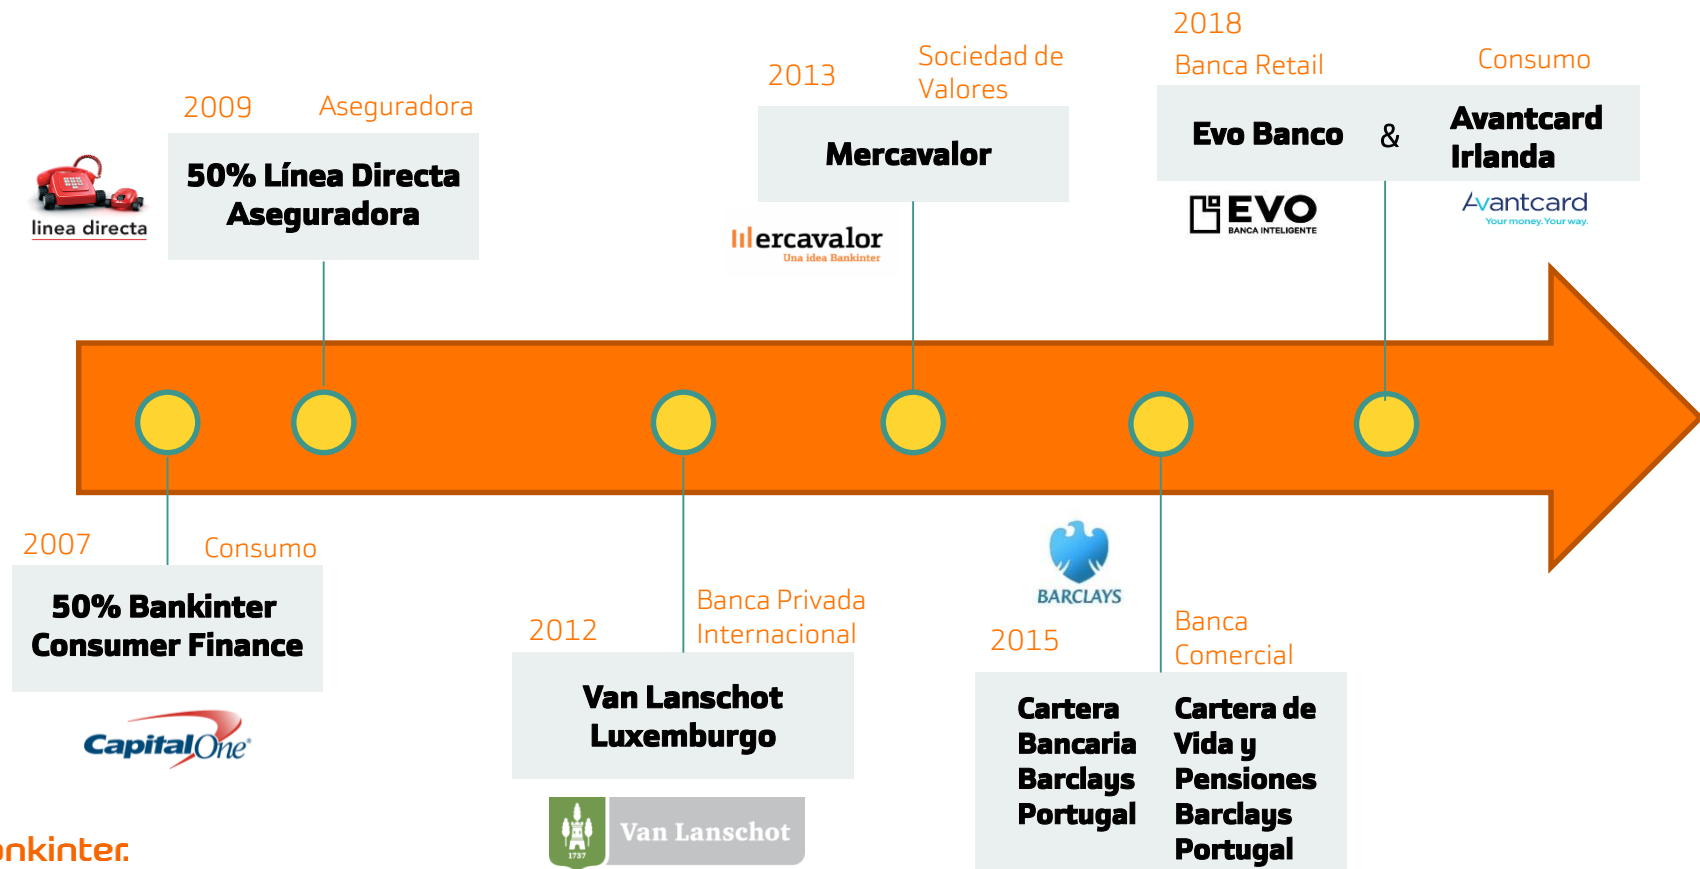 2007
Consumo
50% Bankinter
Consumer Finance
CapitalOne®
2009
Aseguradora
50% Línea Directa
Aseguradora
linea directa
2012
Banca Privada
Internacional
Van Lanschot
Luxemburgo
1737
Van Lanschot
2013
Sociedad de
Valores
Mercavalor
Mercavalor
Una idea Bankinter
2015
Banca
Comercial
BARCLAYS
Cartera
Bancaria
Barclays
Portugal
Cartera de
Vida y
Pensiones
Barclays
Portugal
2018
Banca Retail
Consumo
Evo Banco & Avantcard
Irlanda
EVO
BANCA INTELIGENTE
Avantcard
Your money. Your way.
nkinter.